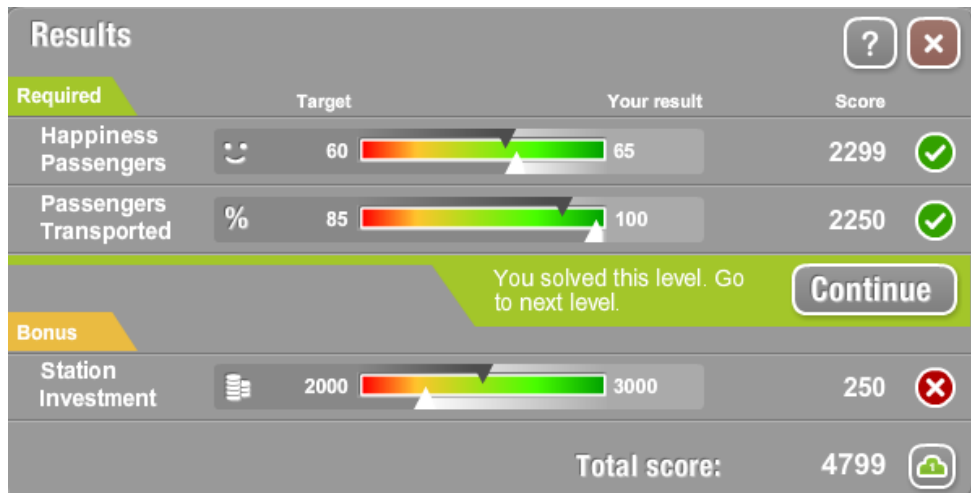 Results
?
Required Target Your result Score
Happiness
Passengers
60 65 2299
Passengers
Transported
% 85 100 2250
You solved this level. Go
to next level.
Continue
Bonus
Station
Investment
2000 3000 250
Total score: 4799
1